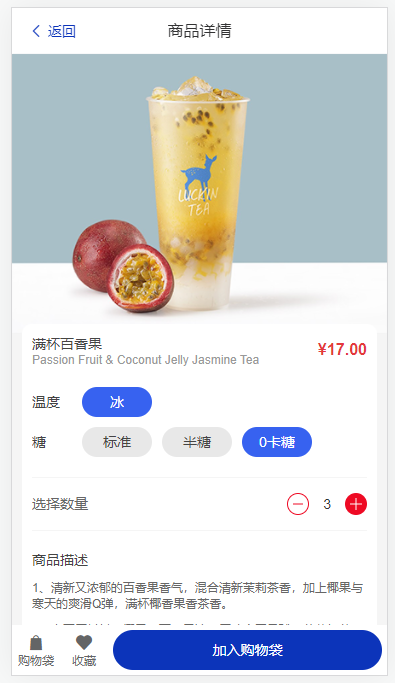 返回
商品详情
LUCKIN
TEA
满杯百香果
¥17.00
Passion Fruit & Coconut Jelly Jasmine Tea
温度
冰
糖
标准
半糖
0卡糖
选择数量
3
商品描述
1、清新又浓郁的百香果香气，混合清新茉莉茶香，加上椰果与
寒天的爽滑Q弹，满杯椰香果香茶香。
购物袋
收藏
加入购物袋